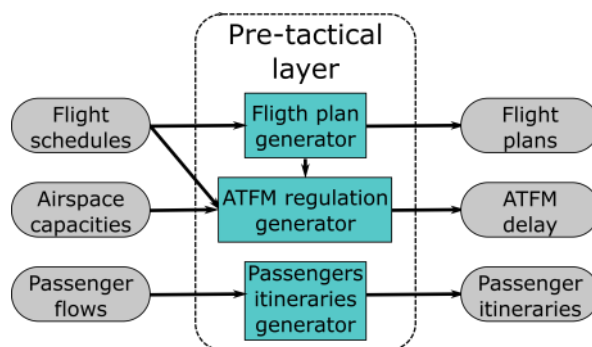 Pre-tactical
layer
Flight
schedules
Fligth plan
generator
Flight
plans
Airspace
capacities
ATFM regulation
generator
ATFM
delay
Passenger
flows
Passengers
itineraries
generator
Passenger
itineraries